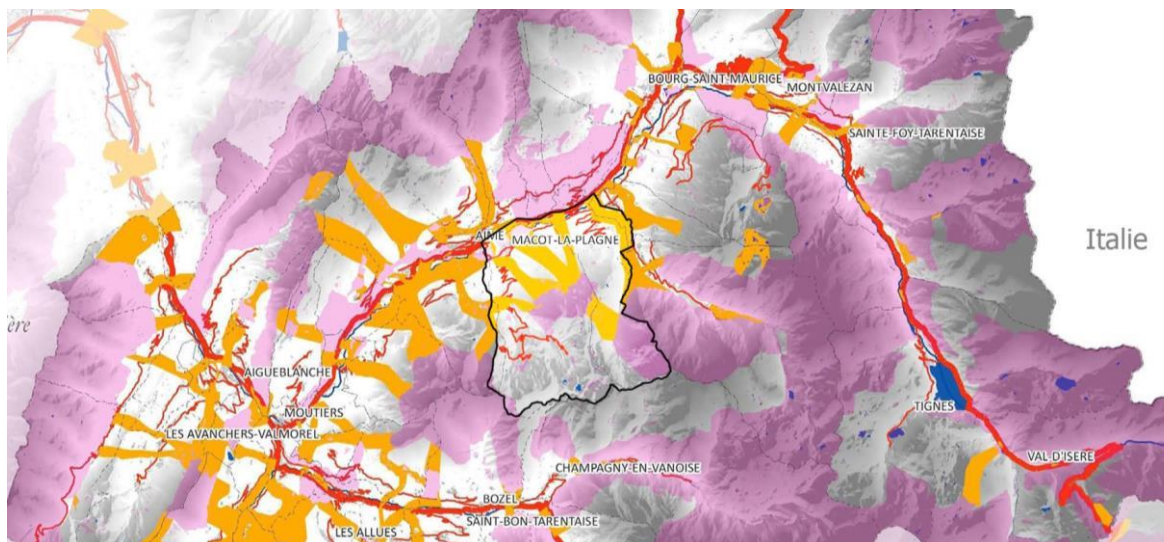 BOURG-SAINT-MAURICE
MONTVALEZAN
SAINTE-FOY-TARENTAISE
AIME
MACOT-LA-PLAGNE
Italie
ère
AIGUEBLANCHE
MOUTIERS
TIGNES
LES AVANCHERS-VALMOREL
VAL-D'ISERE
CHAMPAGNY-EN-VANOISE
BOZEL
SAINT-BON-TARENTAISE
LES ALLUES